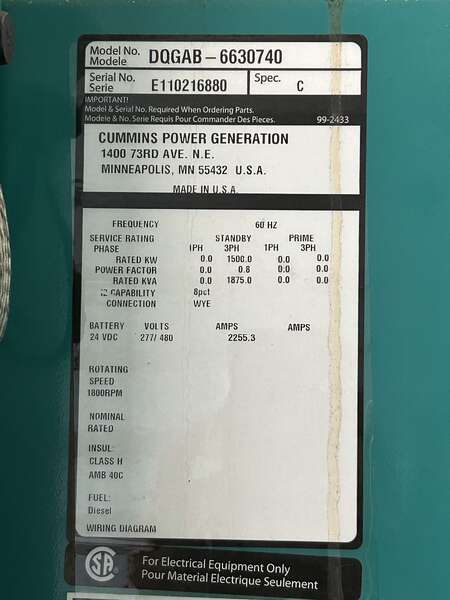 Model No. DQGAB-6630740
Modele
Serial No. E110216880 Spec. C
Serie
IMPORTANT!
Model & Serial No. Required When Ordering Parts.
Modele & No. Serie Requis Pour Commander Des Pieces. 99-2433
CUMMINS POWER GENERATION
1400 73RD AVE. N.E.
MINNEAPOLIS, MN 55432 U.S.A.
MADE IN U.S.A.
FREQUENCY 60 HZ
SERVICE RATING STANDBY PRIME
PHASE 1PH 3PH 1PH 3PH
RATED KW 0.0 1500.0 0.0 0.0
POWER FACTOR 0.0 0.8 0.0 0.0
RATED KVA 0.0 1875.0 0.0 0.0
I2 CAPABILITY 8pct
CONNECTION WYE
BATTERY VOLTS AMPS AMPS
24 VDC 277/ 480 2255.3
ROTATING
SPEED
1800RPM
NOMINAL
RATED
INSUL:
CLASS H
AMB 40C
FUEL:
Diesel
WIRING DIAGRAM
For Electrical Equipment Only
Pour Material Electrique Seulement